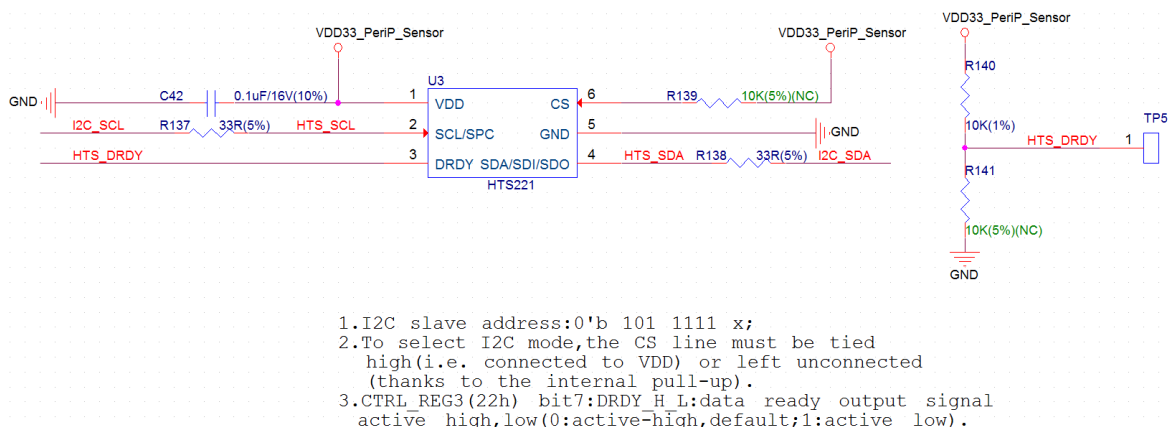 VDD33_PeriP_Sensor
VDD33_PeriP_Sensor
VDD33_PeriP_Sensor
R140
10K(1%)
HTS_DRDY
1
TP5
R141
10K(5%)(NC)
GND
U3
GND
C42
0.1uF/16V(10%)
1
VDD
CS
6
R139
10K(5%)(NC)
I2C_SCL
R137
33R(5%)
HTS_SCL
2
SCL/SPC
GND
5
GND
HTS_DRDY
3
DRDY
SDA/SDI/SDO
4
HTS_SDA
R138
33R(5%)
I2C_SDA
HTS221
1.I2C slave address:0'b 101 1111 x;
2.To select I2C mode,the CS line must be tied
high(i.e. connected to VDD) or left unconnected
(thanks to the internal pull-up).
3.CTRL_REG3(22h) bit7:DRDY_H_L:data ready output signal
active high,low(0:active-high,default;1:active low).